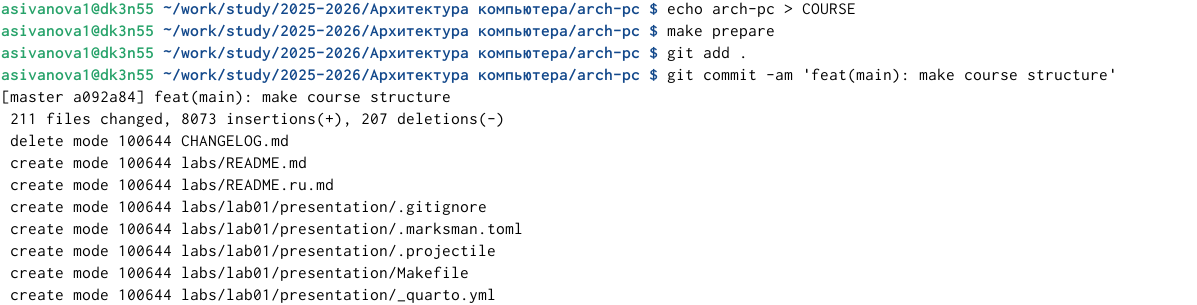 asivanova1@dk3n55 ~/work/study/2025-2026/Архитектура компьютера/arch-pc $ echo arch-pc > COURSE
asivanova1@dk3n55 ~/work/study/2025-2026/Архитектура компьютера/arch-pc $ make prepare
asivanova1@dk3n55 ~/work/study/2025-2026/Архитектура компьютера/arch-pc $ git add .
asivanova1@dk3n55 ~/work/study/2025-2026/Архитектура компьютера/arch-pc $ git commit -am 'feat(main): make course structure'
[master a092a84] feat(main): make course structure
 211 files changed, 8073 insertions(+), 207 deletions(-)
 delete mode 100644 CHANGELOG.md
 create mode 100644 labs/README.md
 create mode 100644 labs/README.ru.md
 create mode 100644 labs/lab01/presentation/.gitignore
 create mode 100644 labs/lab01/presentation/.marksman.toml
 create mode 100644 labs/lab01/presentation/.projectile
 create mode 100644 labs/lab01/presentation/Makefile
 create mode 100644 labs/lab01/presentation/_quarto.yml